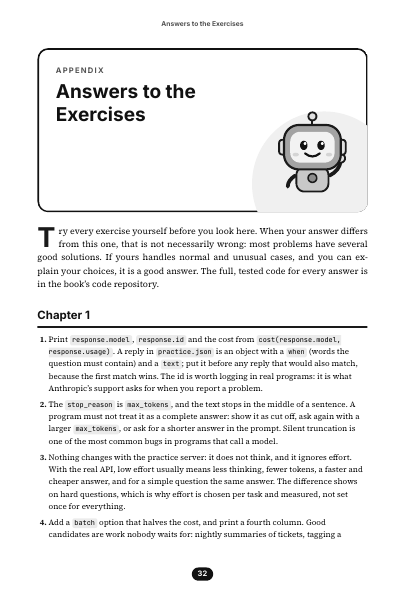 Answers to the Exercises
APPENDIX
Answers to the
Exercises
Try every exercise yourself before you look here. When your answer differs
from this one, that is not necessarily wrong: most problems have several
good solutions. If yours handles normal and unusual cases, and you can ex-
plain your choices, it is a good answer. The full, tested code for every answer is
in the book's code repository.
Chapter 1
1. Print response.model, response.id and the cost from cost(response.model,
response.usage). A reply in practice.json is an object with a when (words the
question must contain) and a text; put it before any reply that would also match,
because the first match wins. The id is worth logging in real programs: it is what
Anthropic's support asks for when you report a problem.
2. The stop_reason is max_tokens, and the text stops in the middle of a sentence. A
program must not treat it as a complete answer: show it as cut off, ask again with a
larger max_tokens, or ask for a shorter answer in the prompt. Silent truncation is
one of the most common bugs in programs that call a model.
3. Nothing changes with the practice server: it does not think, and it ignores effort.
With the real API, low effort usually means less thinking, fewer tokens, a faster and
cheaper answer, and for a simple question the same answer. The difference shows
on hard questions, which is why effort is chosen per task and measured, not set
once for everything.
4. Add a batch option that halves the cost, and print a fourth column. Good
candidates are work nobody waits for: nightly summaries of tickets, tagging a
32